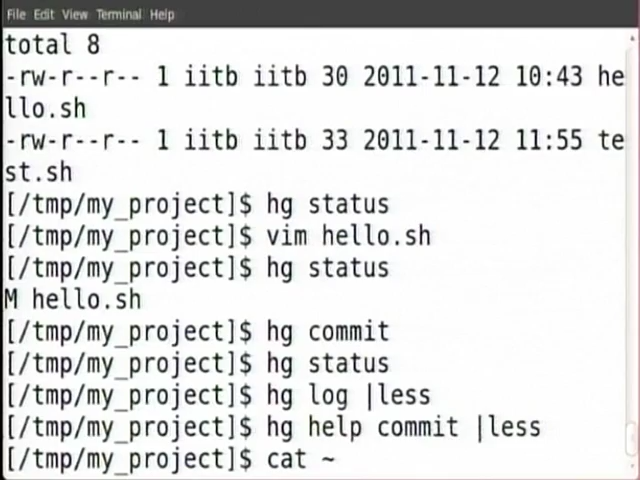 File Edit View Terminal Help
total 8
-rw-r--r-- 1 iitb iitb 30 2011-11-12 10:43 he
llo.sh
-rw-r--r-- 1 iitb iitb 33 2011-11-12 11:55 te
st.sh
[/tmp/my_project]$ hg status
[/tmp/my_project]$ vim hello.sh
[/tmp/my_project]$ hg status
M hello.sh
[/tmp/my_project]$ hg commit
[/tmp/my_project]$ hg status
[/tmp/my_project]$ hg log |less
[/tmp/my_project]$ hg help commit |less
[/tmp/my_project]$ cat ~